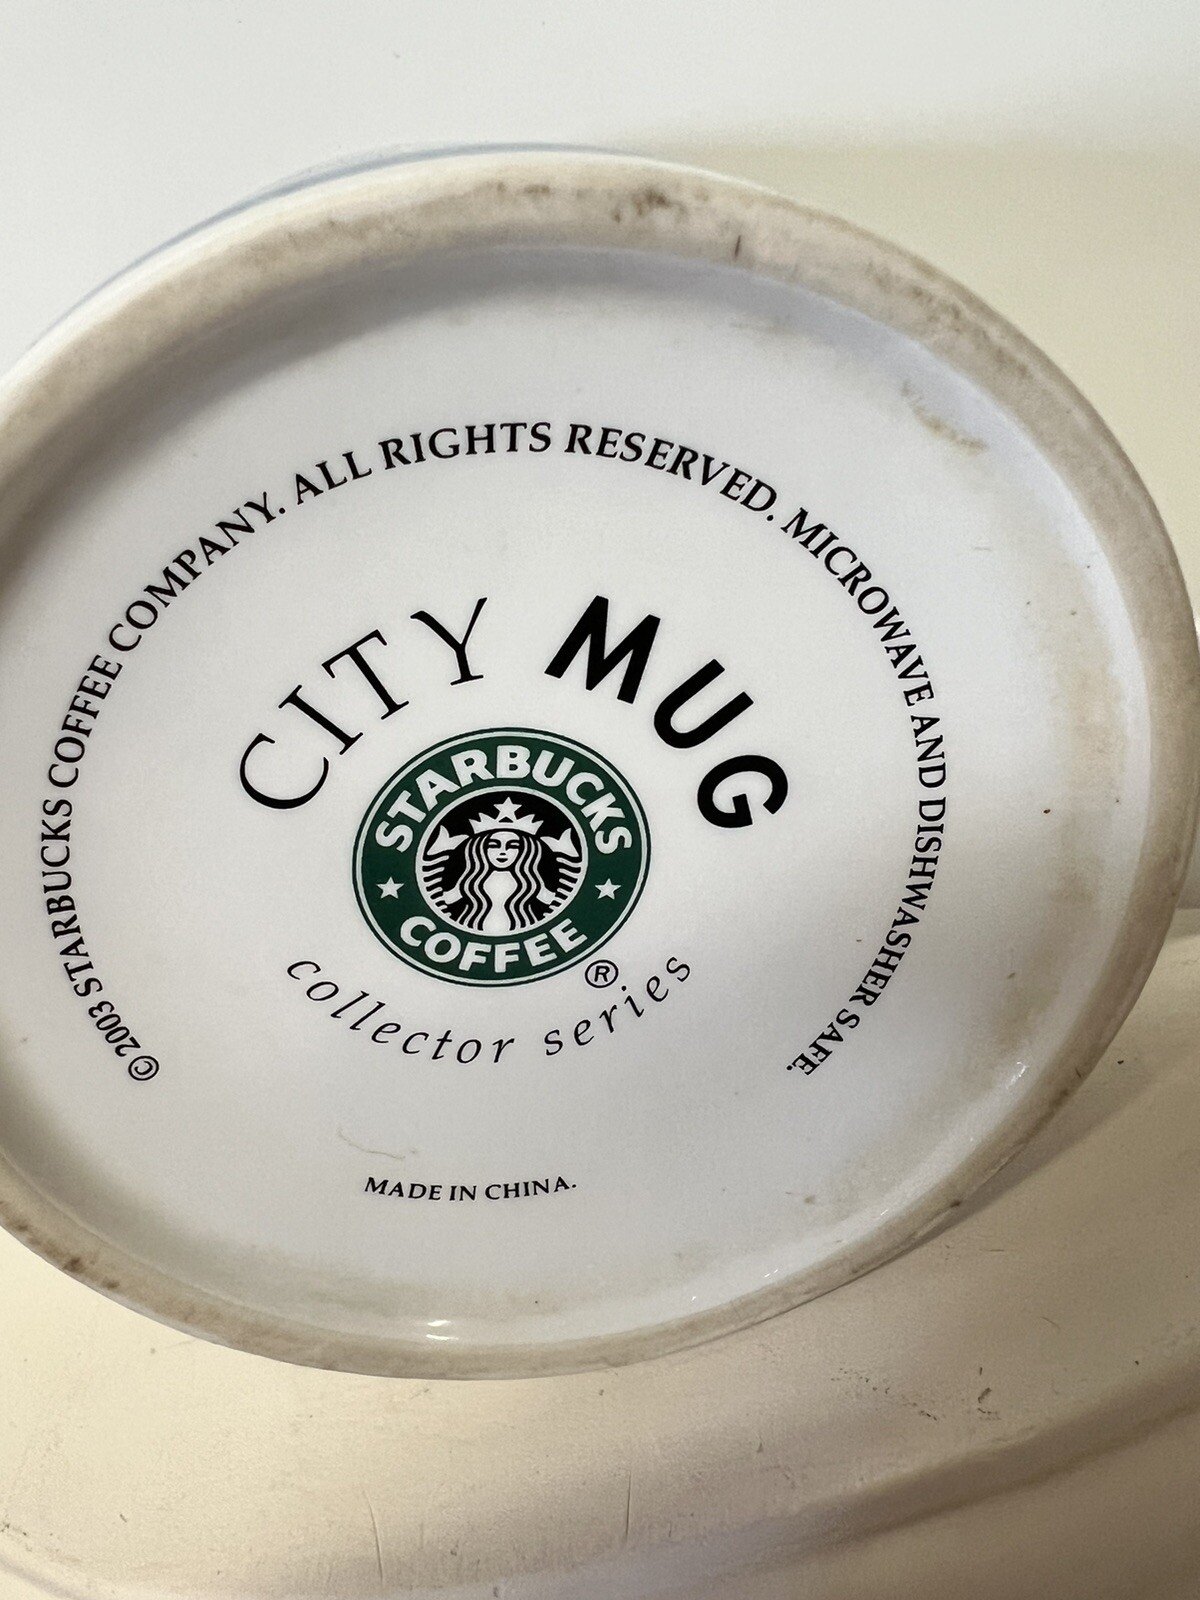 ©2003 STARBUCKS COFFEE COMPANY. ALL RIGHTS RESERVED. MICROWAVE AND DISHWASHER SAFE.
CITY MUG
STARBUCKS
COFFEE
®
collector series
MADE IN CHINA.